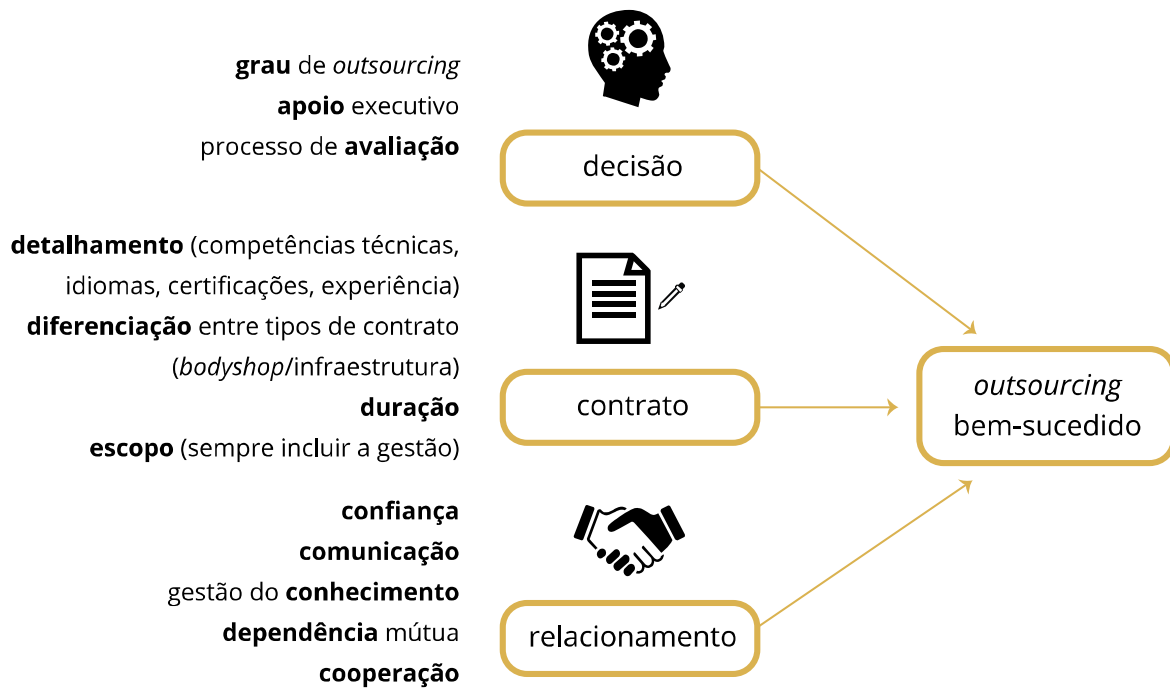 grau de outsourcing
apoio executivo
processo de avaliação
decisão
detalhamento (competências técnicas,
idiomas, certificações, experiência)
diferenciação entre tipos de contrato
(bodyshop/infraestrutura)
duração
escopo (sempre incluir a gestão)
contrato
confiança
comunicação
gestão do conhecimento
dependência mútua
cooperação
relacionamento
outsourcing
bem-sucedido